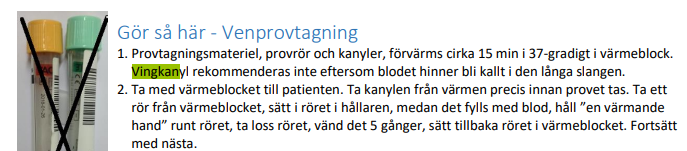 Gör så här - Venprovtagning
1. Provtagningsmateriel, provrör och kanyler, förvärms cirka 15 min i 37-gradigt i värmeblock.
Vingkanyl rekommenderas inte eftersom blodet hinner bli kallt i den långa slangen.
2. Ta med värmeblocket till patienten. Ta kanylen från värmen precis innan provet tas. Ta ett
rör från värmeblocket, sätt i röret i hållaren, medan det fylls med blod, håll ”en värmande
hand” runt röret, ta loss röret, vänd det 5 gånger, sätt tillbaka röret i värmeblocket. Fortsätt
med nästa.